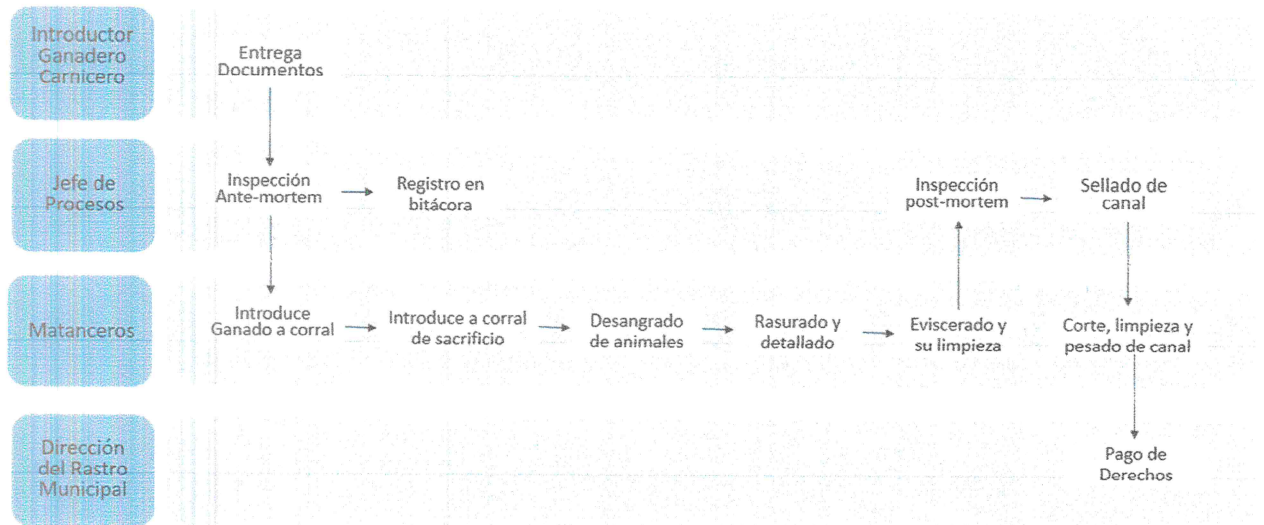 Introductor
Ganadero
Carnicero
Entrega
Documentos
Jefe de
Procesos
Inspección
Ante-mortem
Registro en
bitácora
Inspección
post-mortem
Sellado de
canal
Matanceros
Introduce
Ganado a corral
Introduce a corral
de sacrificio
Desangrado
de animales
Rasurado y
detallado
Eviscerado y
su limpieza
Corte, limpieza y
pesado de canal
Dirección
del Rastro
Municipal
Pago de
Derechos